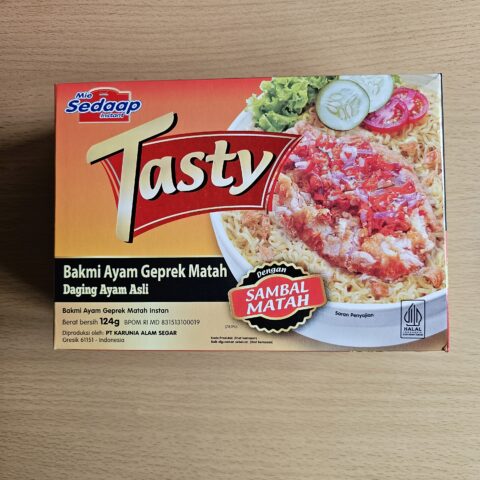 Mie
Sedaap
instant
Tasty
Bakmi Ayam Geprek Matah
Daging Ayam Asli
Dengan
SAMBAL
MATAH
Bakmi Ayam Geprek Matah Instan
Berat bersih 124g BPOM RI MD 831513100019
Diproduksi oleh: PT KARUNIA ALAM SEGAR
Gresik 61151 - Indonesia
Saran Penyajian
HALAL
INDONESIA